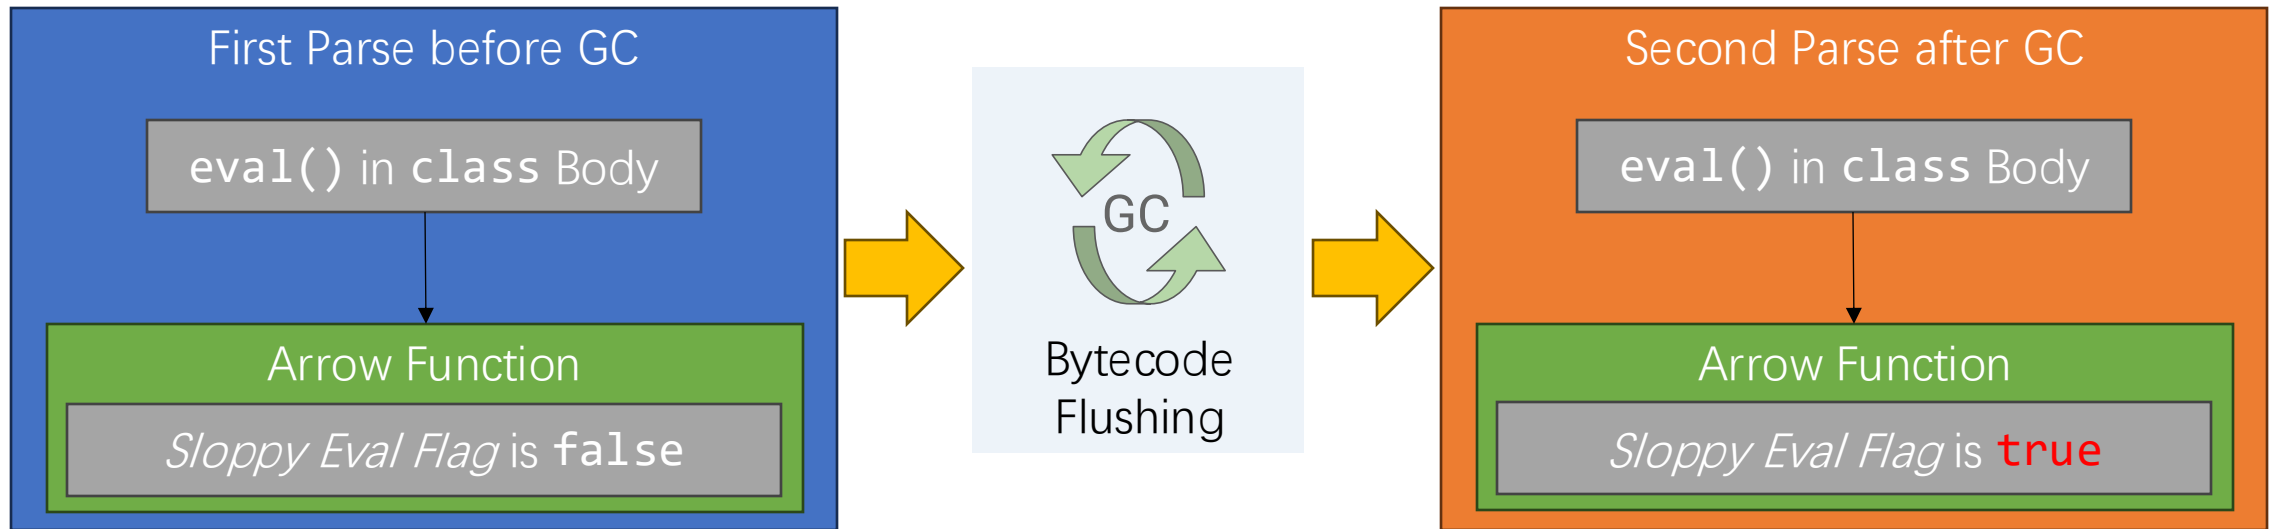 First Parse before GC
eval() in class Body
Arrow Function
Sloppy Eval Flag is false
GC
Bytecode
Flushing
Second Parse after GC
eval() in class Body
Arrow Function
Sloppy Eval Flag is true